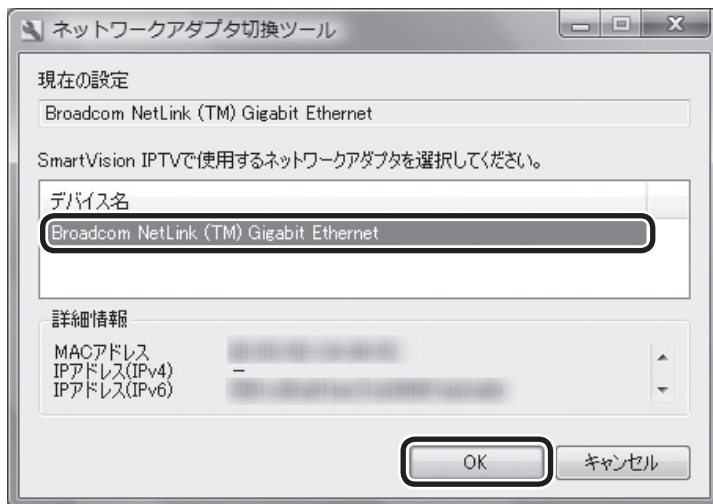 ネットワークアダプタ切換ツール
現在の設定
Broadcom NetLink (TM) Gigabit Ethernet
SmartVision IPTVで使用するネットワークアダプタを選択してください。
デバイス名
Broadcom NetLink (TM) Gigabit Ethernet
詳細情報
MACアドレス
IPアドレス(IPv4) –
IPアドレス(IPv6)
OK キャンセル